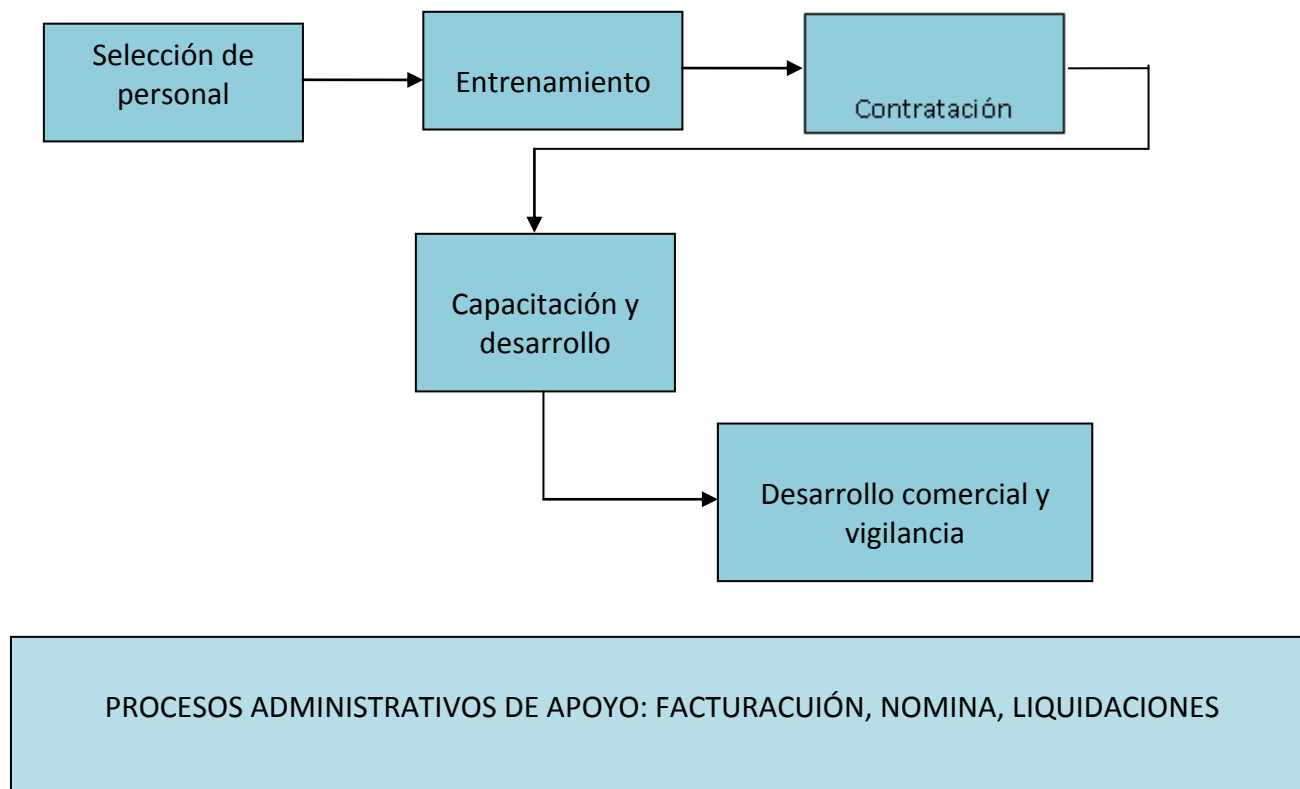 Selección de
personal
Entrenamiento
Contratación
Capacitación y
desarrollo
Desarrollo comercial y
vigilancia
PROCESOS ADMINISTRATIVOS DE APOYO: FACTURACUIÓN, NOMINA, LIQUIDACIONES